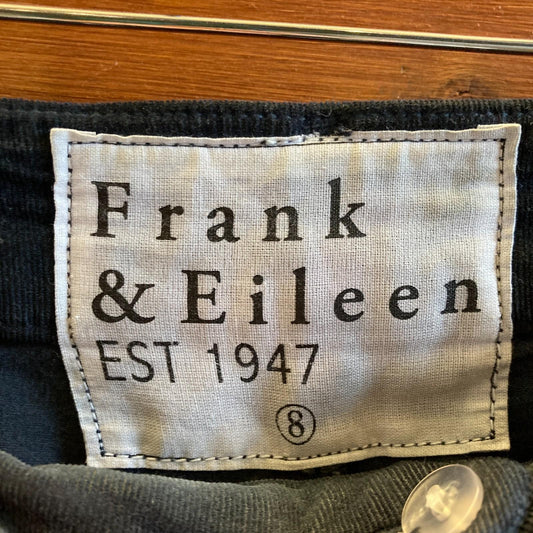 Frank
& Eileen
EST 1947
8